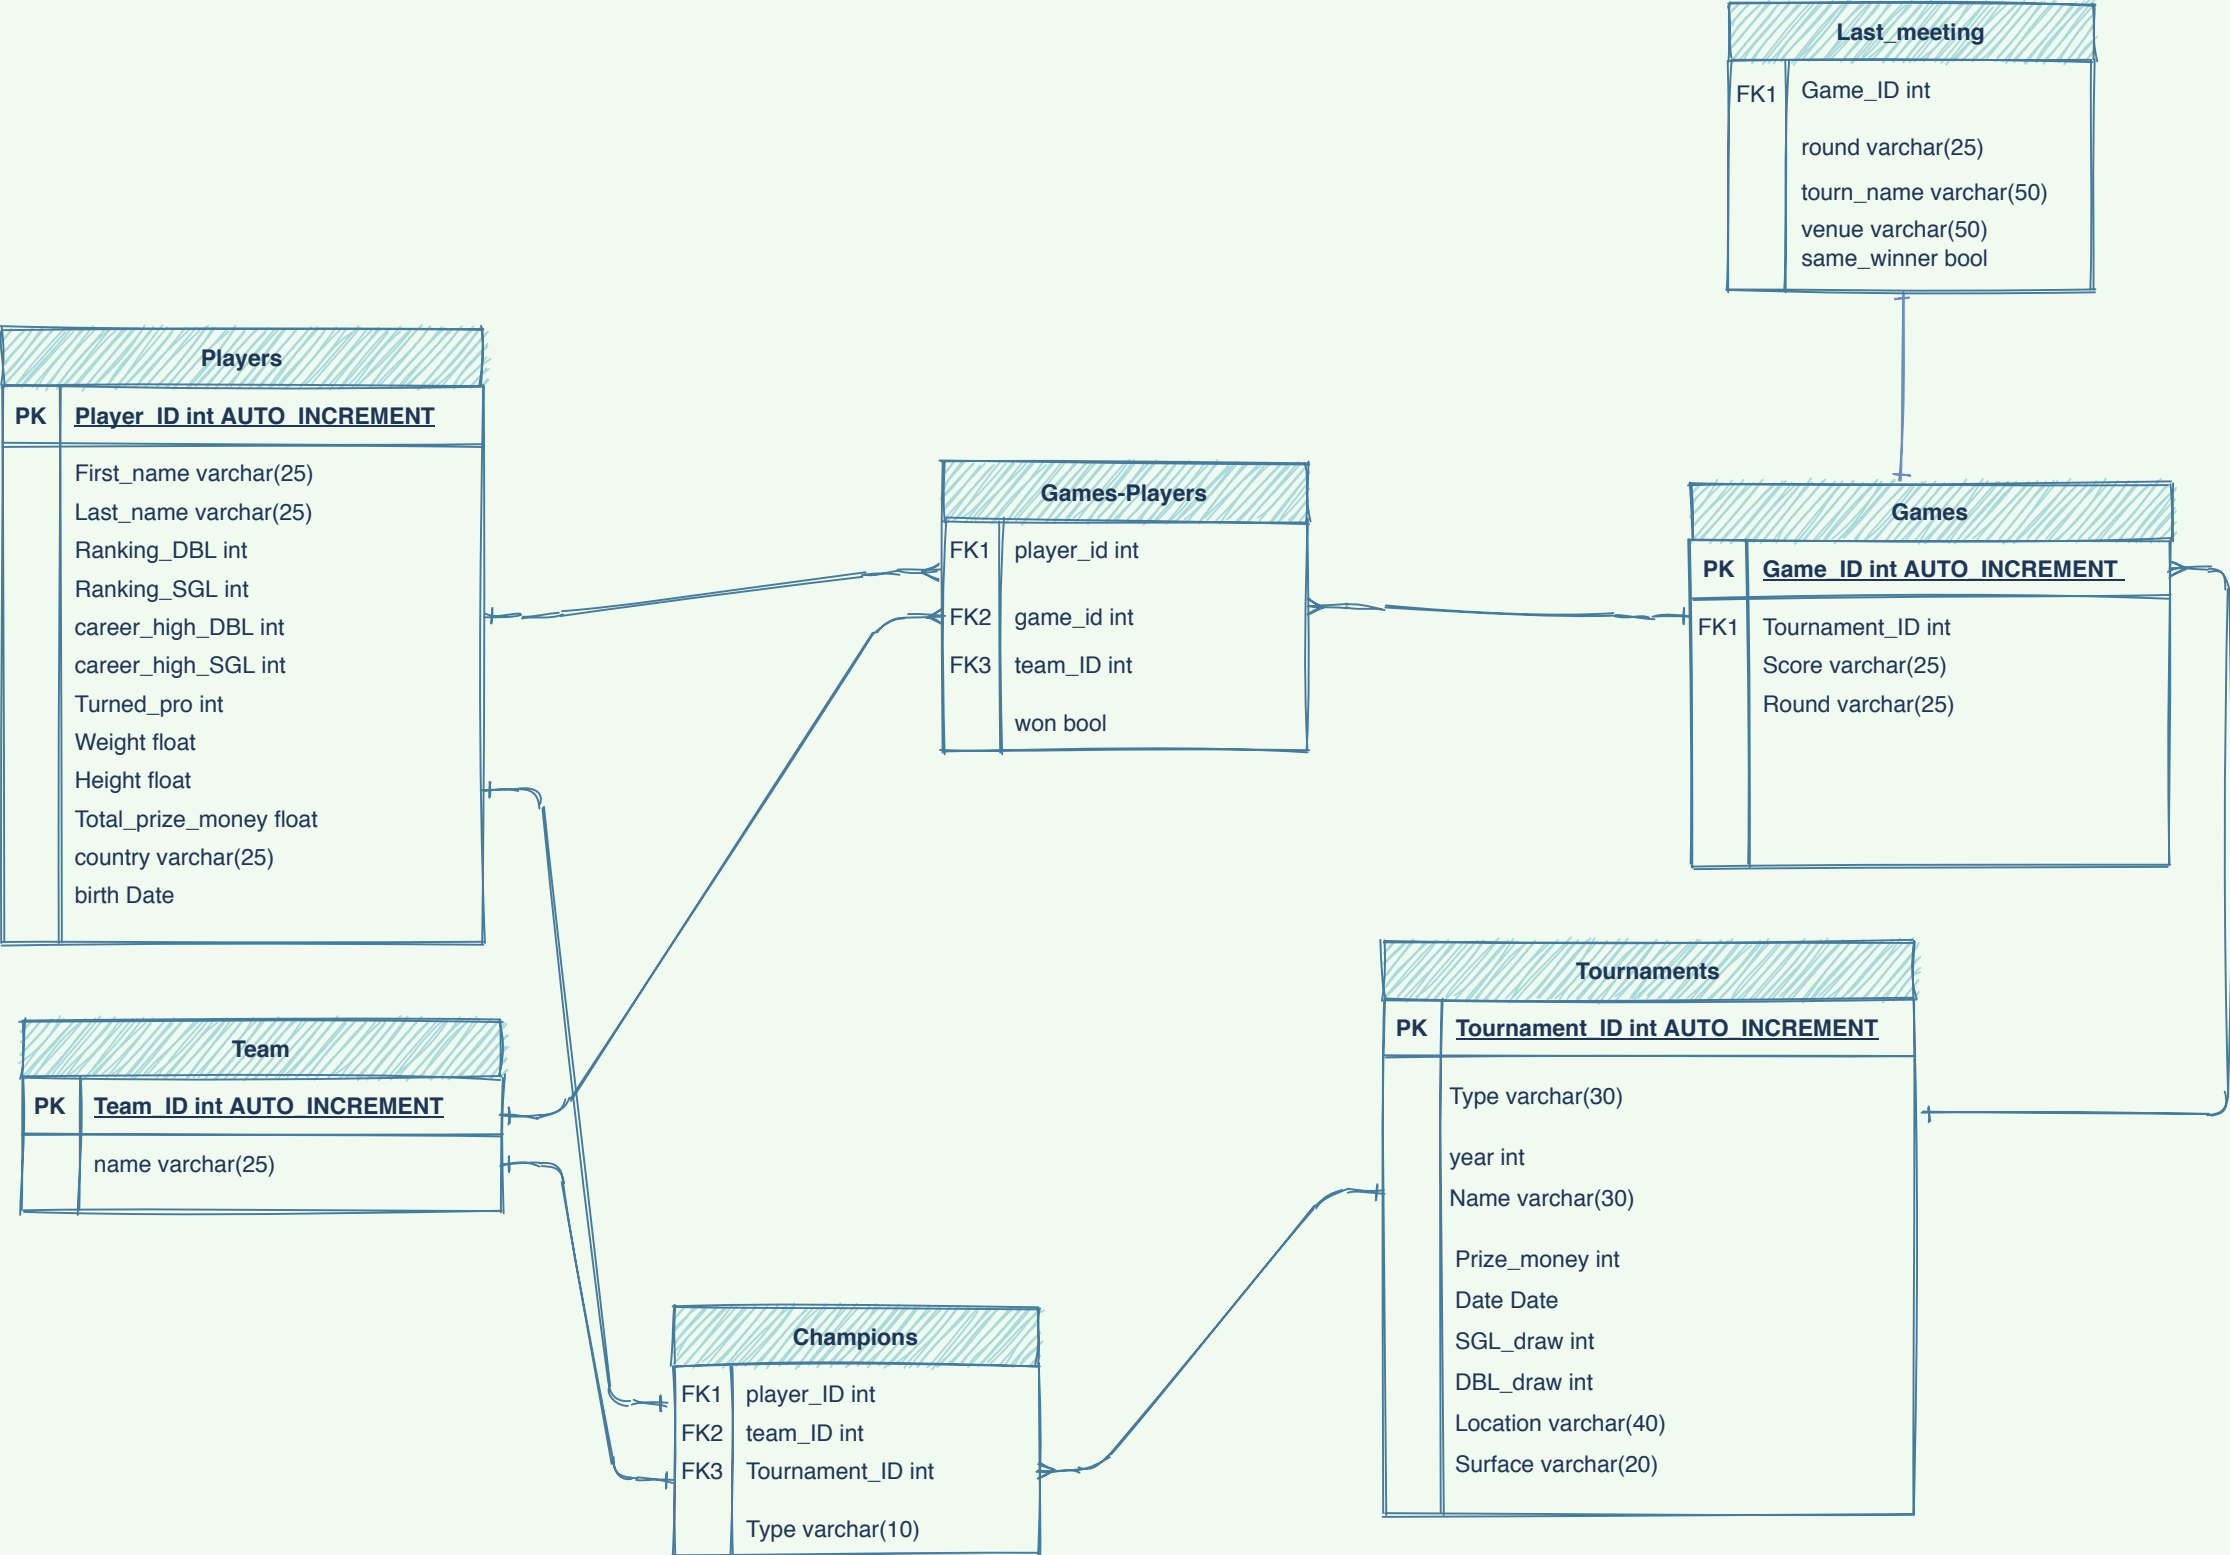 Last_meeting
FK1 Game_ID int
round varchar(25)
tourn_name varchar(50)
venue varchar(50)
same_winner bool
Players
PK Player_ID int AUTO_INCREMENT
First_name varchar(25)
Last_name varchar(25)
Ranking_DBL int
Ranking_SGL int
career_high_DBL int
career_high_SGL int
Turned_pro int
Weight float
Height float
Total_prize_money float
country varchar(25)
birth Date
Games-Players
FK1 player_id int
FK2 game_id int
FK3 team_ID int
won bool
Games
PK Game_ID int AUTO_INCREMENT
FK1 Tournament_ID int
Score varchar(25)
Round varchar(25)
Team
PK Team_ID int AUTO_INCREMENT
name varchar(25)
Tournaments
PK Tournament_ID int AUTO_INCREMENT
Type varchar(30)
year int
Name varchar(30)
Prize_money int
Date Date
SGL_draw int
DBL_draw int
Location varchar(40)
Surface varchar(20)
Champions
FK1 player_ID int
FK2 team_ID int
FK3 Tournament_ID int
Type varchar(10)